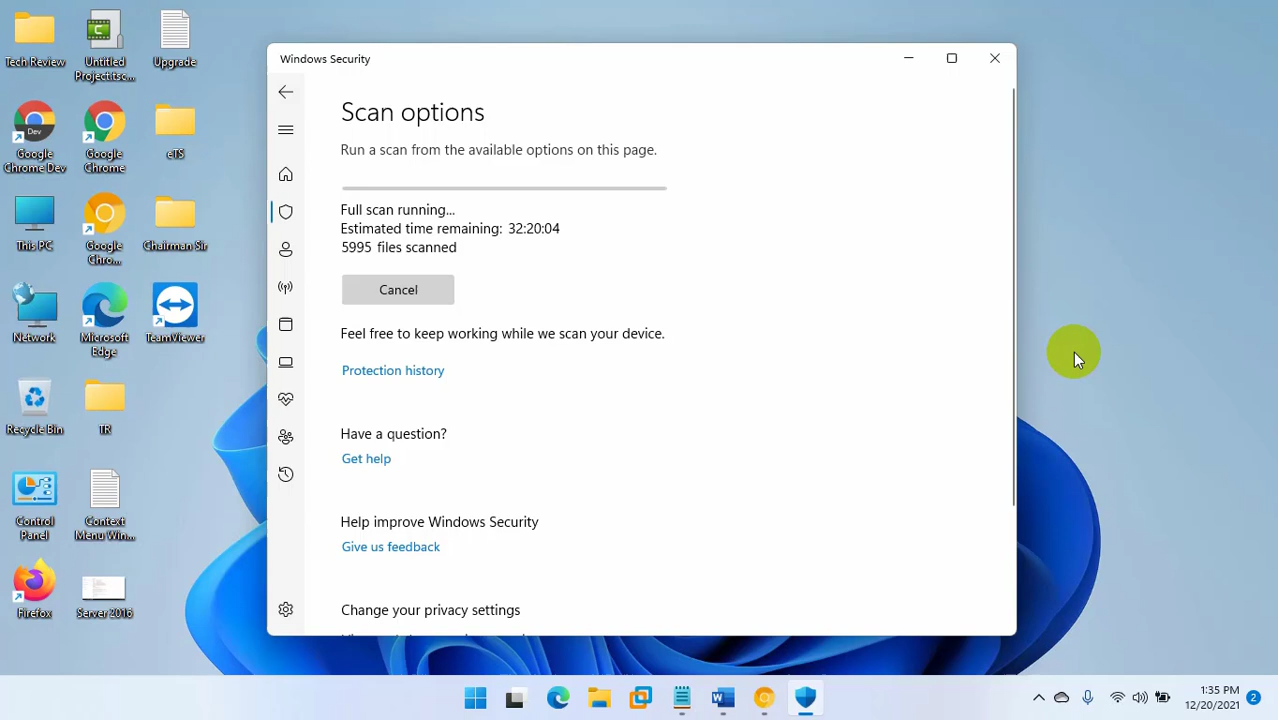 Tech Review
Untitled
Project.tsc...
Upgrade
Dev
Google
Chrome Dev
Google
Chrome
eTS
This PC
Google
Chro...
Chairman Sir
Network
Microsoft
Edge
TeamViewer
Recycle Bin
TR
Control
Panel
Context
Menu Win...
Firefox
Server 2016
Windows Security
Scan options
Run a scan from the available options on this page.
Full scan running...
Estimated time remaining: 32:20:04
5995 files scanned
Cancel
Feel free to keep working while we scan your device.
Protection history
Have a question?
Get help
Help improve Windows Security
Give us feedback
Change your privacy settings
1:35 PM
12/20/2021
2